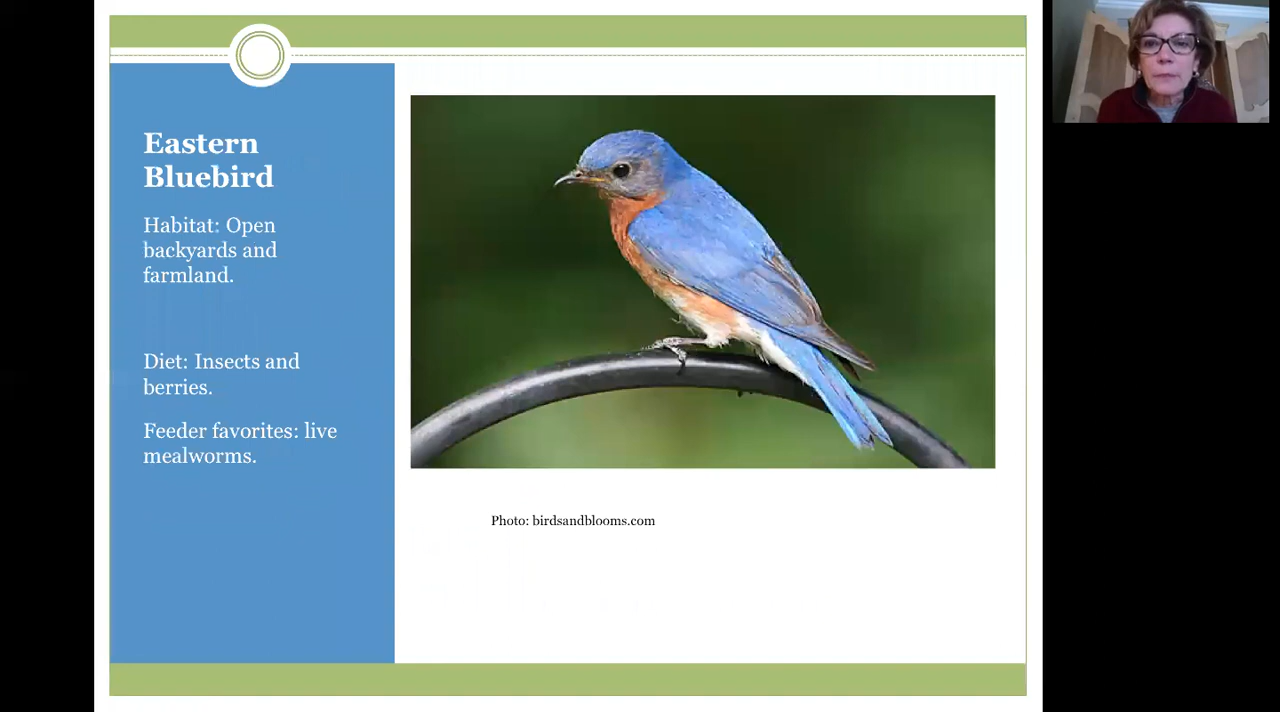 Eastern
Bluebird
Habitat: Open
backyards and
farmland.
Diet: Insects and
berries.
Feeder favorites: live
mealworms.
Photo: birdsandblooms.com